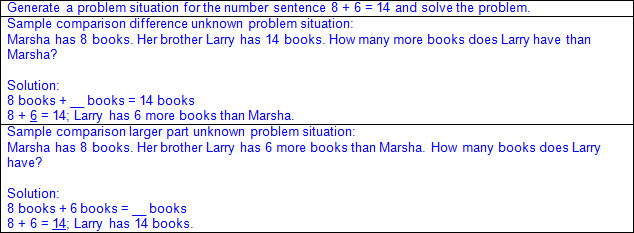 Generate a problem situation for the number sentence 8 + 6 = 14 and solve the problem.
Sample comparison difference unknown problem situation:
Marsha has 8 books. Her brother Larry has 14 books. How many more books does Larry have than
Marsha?
Solution:
8 books + __ books = 14 books
8 + 6 = 14; Larry has 6 more books than Marsha.
Sample comparison larger part unknown problem situation:
Marsha has 8 books. Her brother Larry has 6 more books than Marsha. How many books does Larry
have?
Solution:
8 books + 6 books = __ books
8 + 6 = 14; Larry has 14 books.